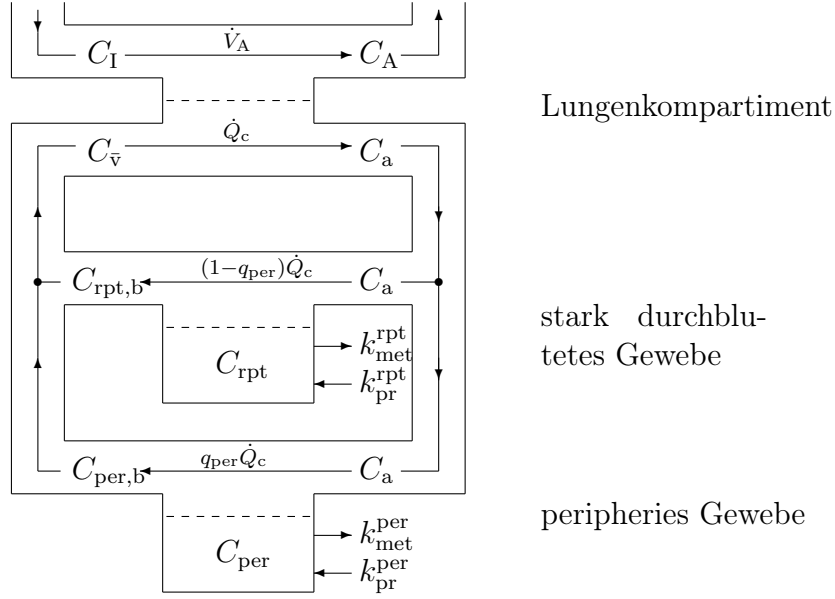 C_I V̇_A C_A
Lungenkompartiment
Q̇_c
C_v̄ C_a
(1−q_per)Q̇_c
C_rpt,b C_a
stark durchblu-
tetes Gewebe
k_met^rpt
C_rpt
k_pr^rpt
q_per Q̇_c
C_per,b C_a
peripheries Gewebe
k_met^per
C_per
k_pr^per